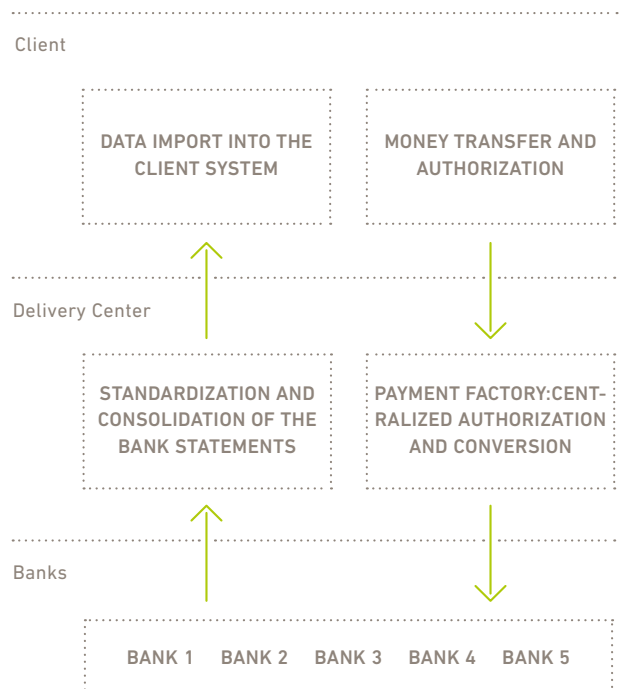 Client
DATA IMPORT INTO THE
CLIENT SYSTEM
MONEY TRANSFER AND
AUTHORIZATION
Delivery Center
STANDARDIZATION AND
CONSOLIDATION OF THE
BANK STATEMENTS
PAYMENT FACTORY:CENT-
RALIZED AUTHORIZATION
AND CONVERSION
Banks
BANK 1 BANK 2 BANK 3 BANK 4 BANK 5